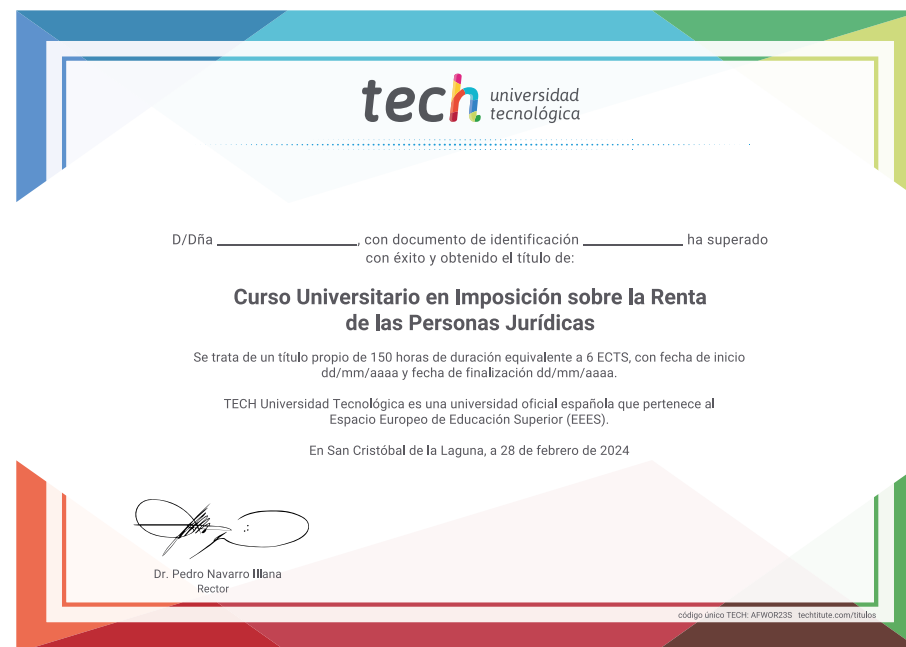 tech universidad
tecnológica
D/Dña ____________________, con documento de identificación ______________ ha superado
con éxito y obtenido el título de:
Curso Universitario en Imposición sobre la Renta
de las Personas Jurídicas
Se trata de un título propio de 150 horas de duración equivalente a 6 ECTS, con fecha de inicio
dd/mm/aaaa y fecha de finalización dd/mm/aaaa.
TECH Universidad Tecnológica es una universidad oficial española que pertenece al
Espacio Europeo de Educación Superior (EEES).
En San Cristóbal de la Laguna, a 28 de febrero de 2024
Dr. Pedro Navarro Illana
Rector
código único TECH: AFWOR23S techtitute.com/titulos